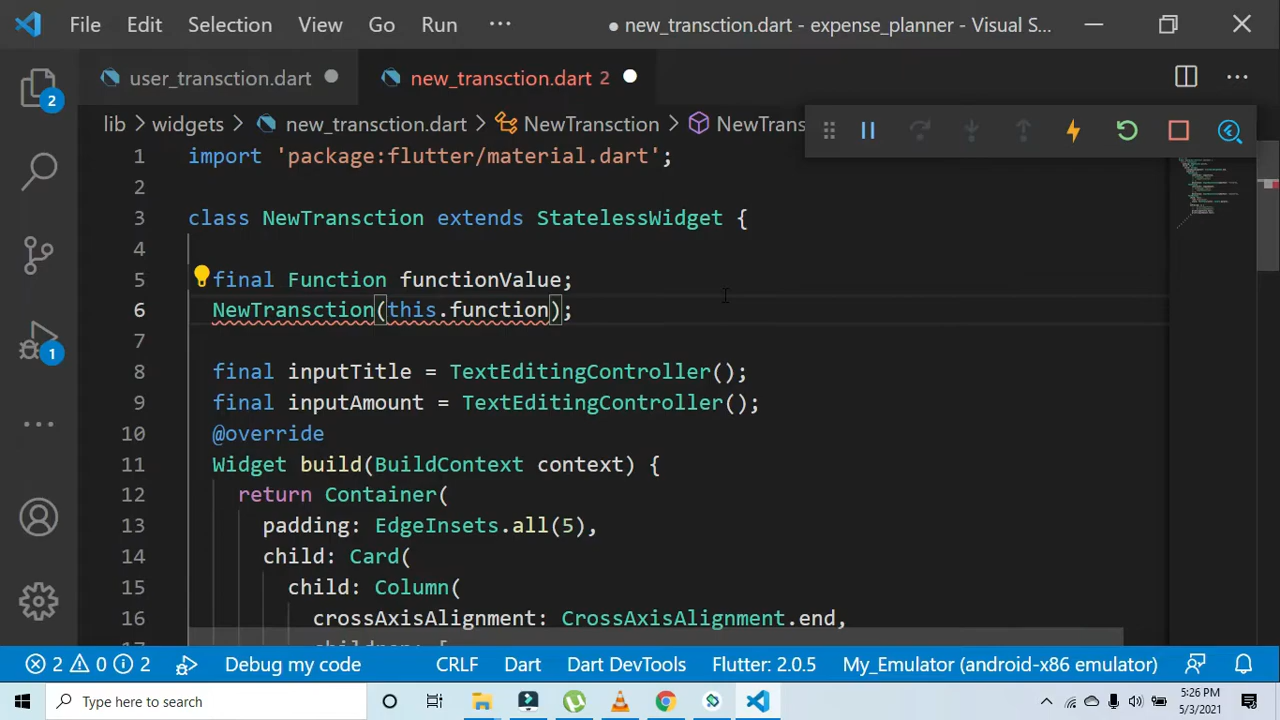 File Edit Selection View Go Run ··· ● new_transction.dart - expense_planner - Visual S...
user_transction.dart ● new_transction.dart 2 ●
lib > widgets > new_transction.dart > NewTransction > NewTrans
1 import 'package:flutter/material.dart';
2
3 class NewTransction extends StatelessWidget {
4
5 final Function functionValue;
6 NewTransction(this.function);
7
8 final inputTitle = TextEditingController();
9 final inputAmount = TextEditingController();
10 @override
11 Widget build(BuildContext context) {
12 return Container(
13 padding: EdgeInsets.all(5),
14 child: Card(
15 child: Column(
16 crossAxisAlignment: CrossAxisAlignment.end,
2
1
2 0 2 Debug my code CRLF Dart Dart DevTools Flutter: 2.0.5 My_Emulator (android-x86 emulator)
Type here to search
5:26 PM
5/3/2021